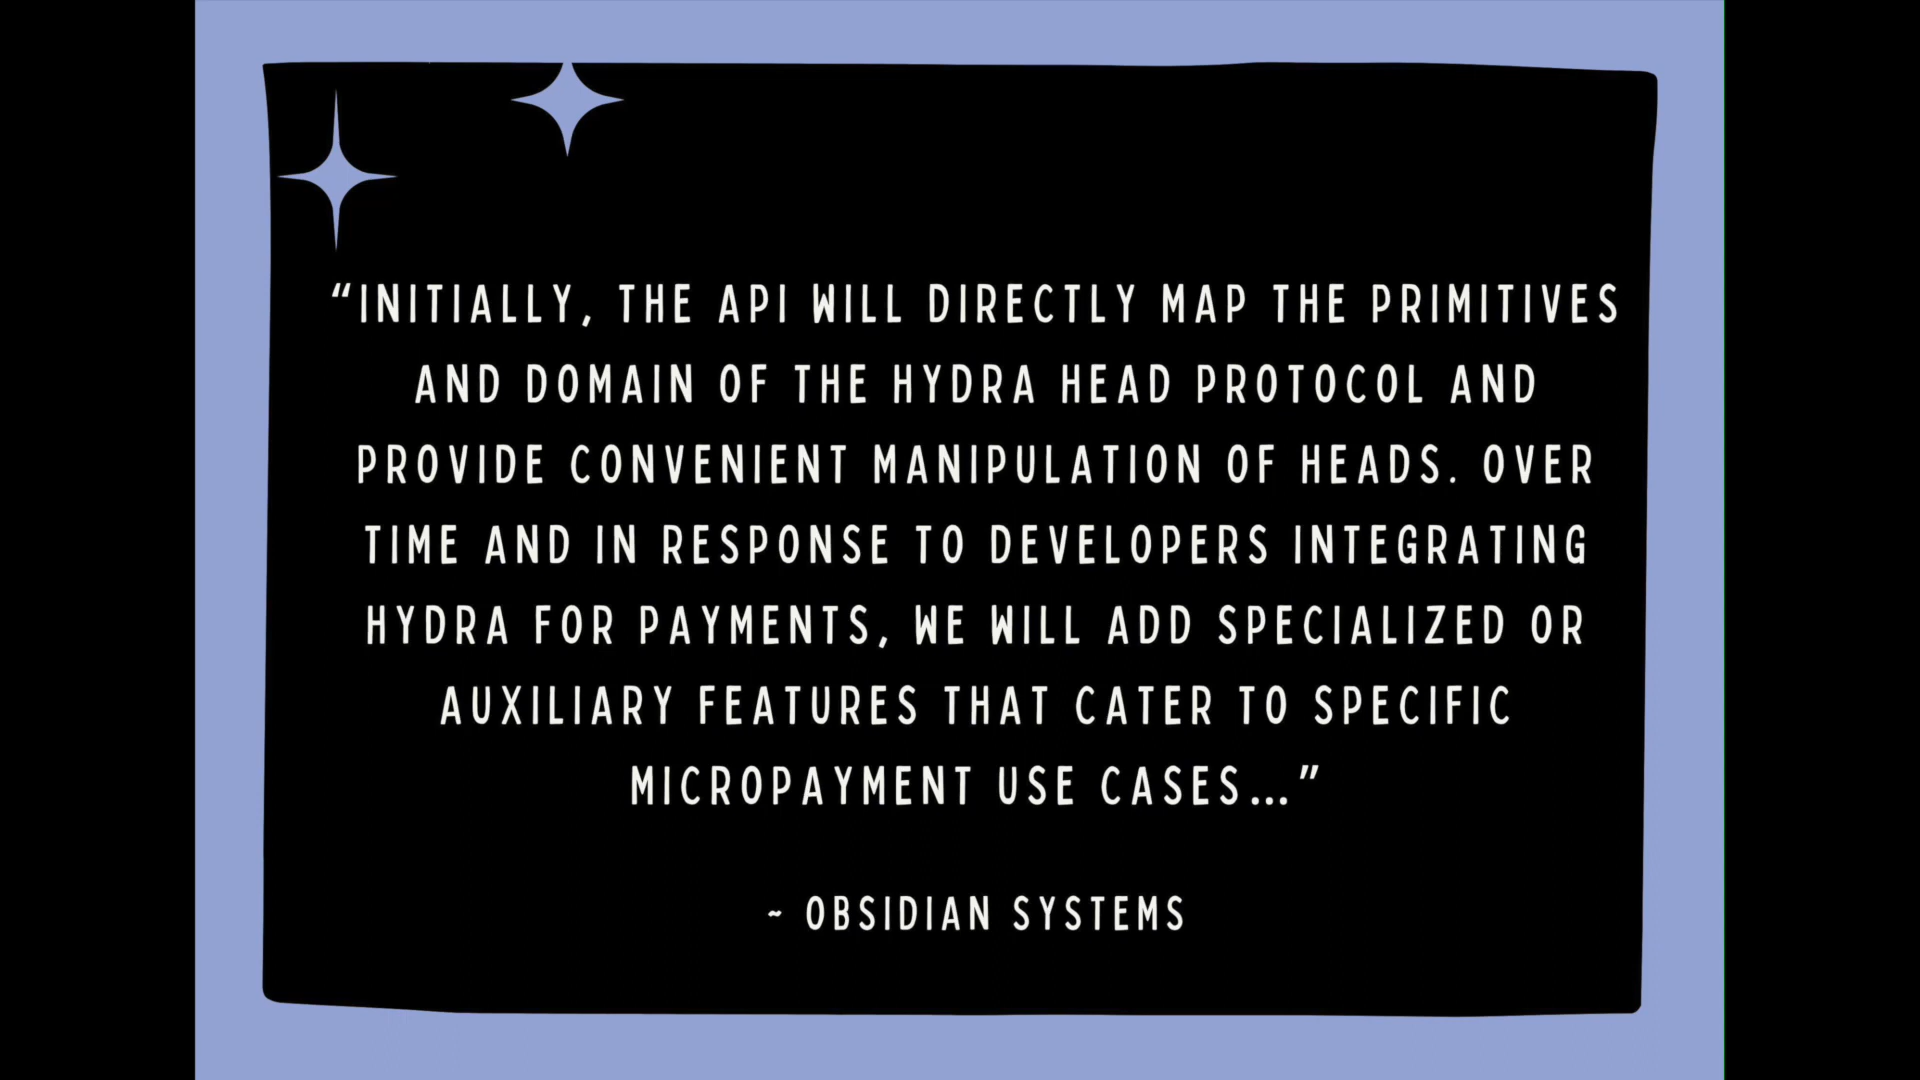 “INITIALLY, THE API WILL DIRECTLY MAP THE PRIMITIVES
AND DOMAIN OF THE HYDRA HEAD PROTOCOL AND
PROVIDE CONVENIENT MANIPULATION OF HEADS. OVER
TIME AND IN RESPONSE TO DEVELOPERS INTEGRATING
HYDRA FOR PAYMENTS, WE WILL ADD SPECIALIZED OR
AUXILIARY FEATURES THAT CATER TO SPECIFIC
MICROPAYMENT USE CASES...”
~ OBSIDIAN SYSTEMS